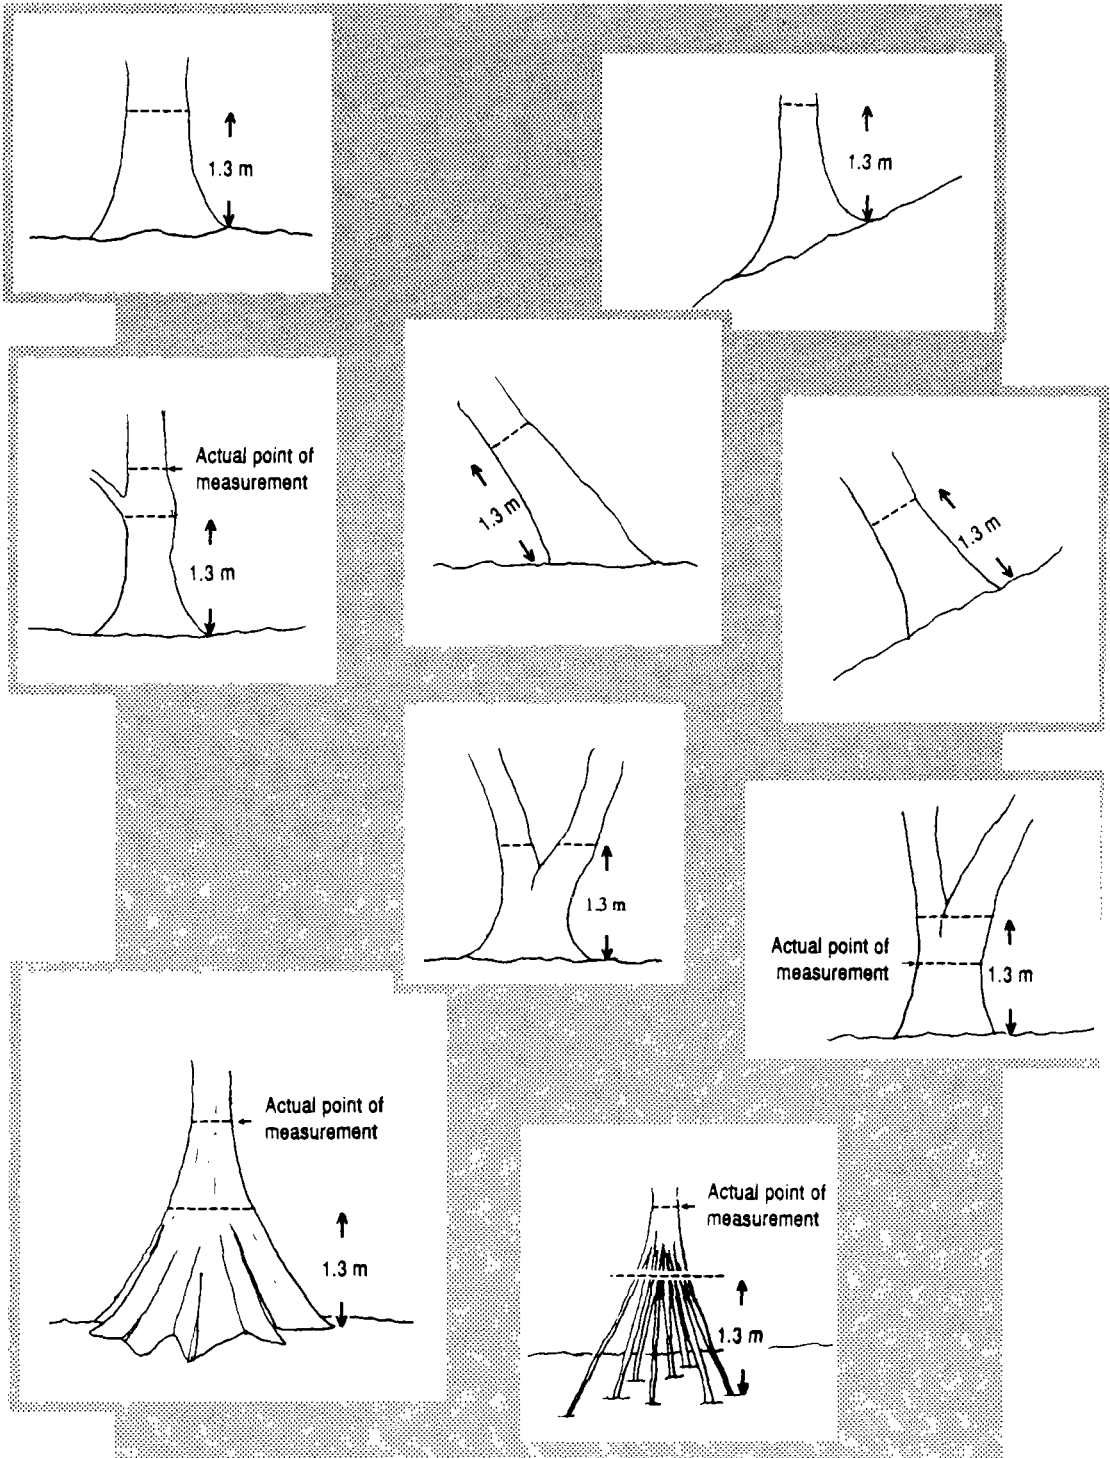 1.3 m
1.3 m
Actual point of
measurement
1.3 m
1.3 m
1.3 m
1.3 m
Actual point of
measurement
1.3 m
Actual point of
measurement
1.3 m
Actual point of
measurement
1.3 m